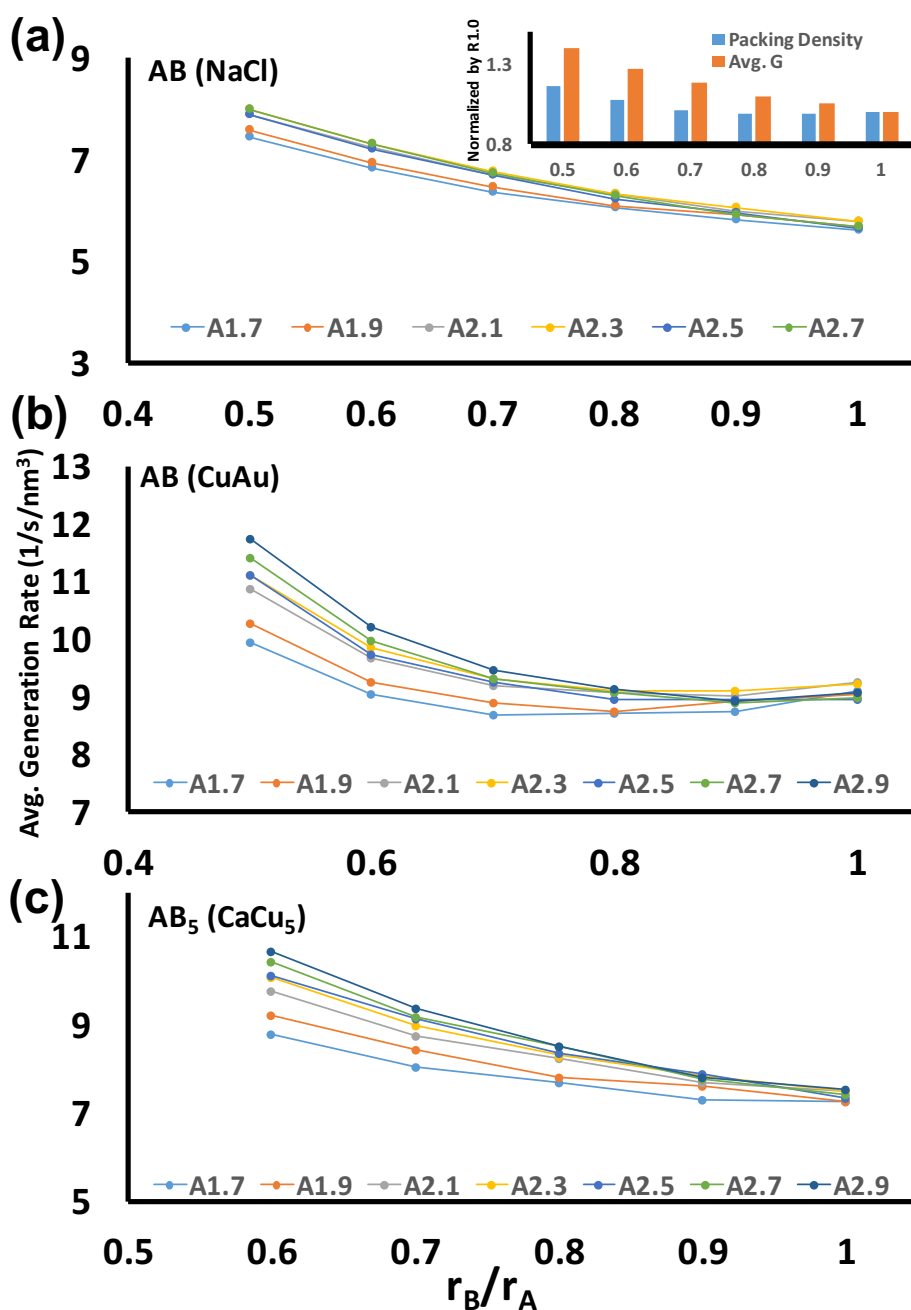 (a)
9
7
5
3
AB (NaCl)
Normalized by R1.0
1.3
0.8
Packing Density
Avg. G
0.5 0.6 0.7 0.8 0.9 1
A1.7 A1.9 A2.1 A2.3 A2.5 A2.7
0.4 0.5 0.6 0.7 0.8 0.9 1
(b)
Avg. Generation Rate (1/s/nm³)
13
12
11
10
9
8
7
AB (CuAu)
A1.7 A1.9 A2.1 A2.3 A2.5 A2.7 A2.9
0.4 0.6 0.8 1
(c)
11
9
7
5
AB₅ (CaCu₅)
A1.7 A1.9 A2.1 A2.3 A2.5 A2.7 A2.9
0.5 0.6 0.7 0.8 0.9 1
r_B/r_A